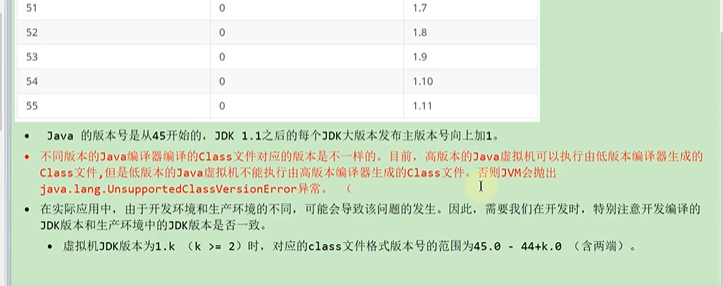 51 0 1.7
52 0 1.8
53 0 1.9
54 0 1.10
55 0 1.11
• Java 的版本号是从45开始的，JDK 1.1之后的每个JDK大版本发布主版本号向上加1。
• 不同版本的Java编译器编译的Class文件对应的版本是不一样的。目前，高版本的Java虚拟机可以执行由低版本编译器生成的
Class文件,但是低版本的Java虚拟机不能执行由高版本编译器生成的Class文件。否则JVM会抛出
java.lang.UnsupportedClassVersionError异常。 （
• 在实际应用中，由于开发环境和生产环境的不同，可能会导致该问题的发生。因此，需要我们在开发时，特别注意开发编译的
JDK版本和生产环境中的JDK版本是否一致。
• 虚拟机JDK版本为1.k （k >= 2）时，对应的class文件格式版本号的范围为45.0 - 44+k.0 （含两端）。